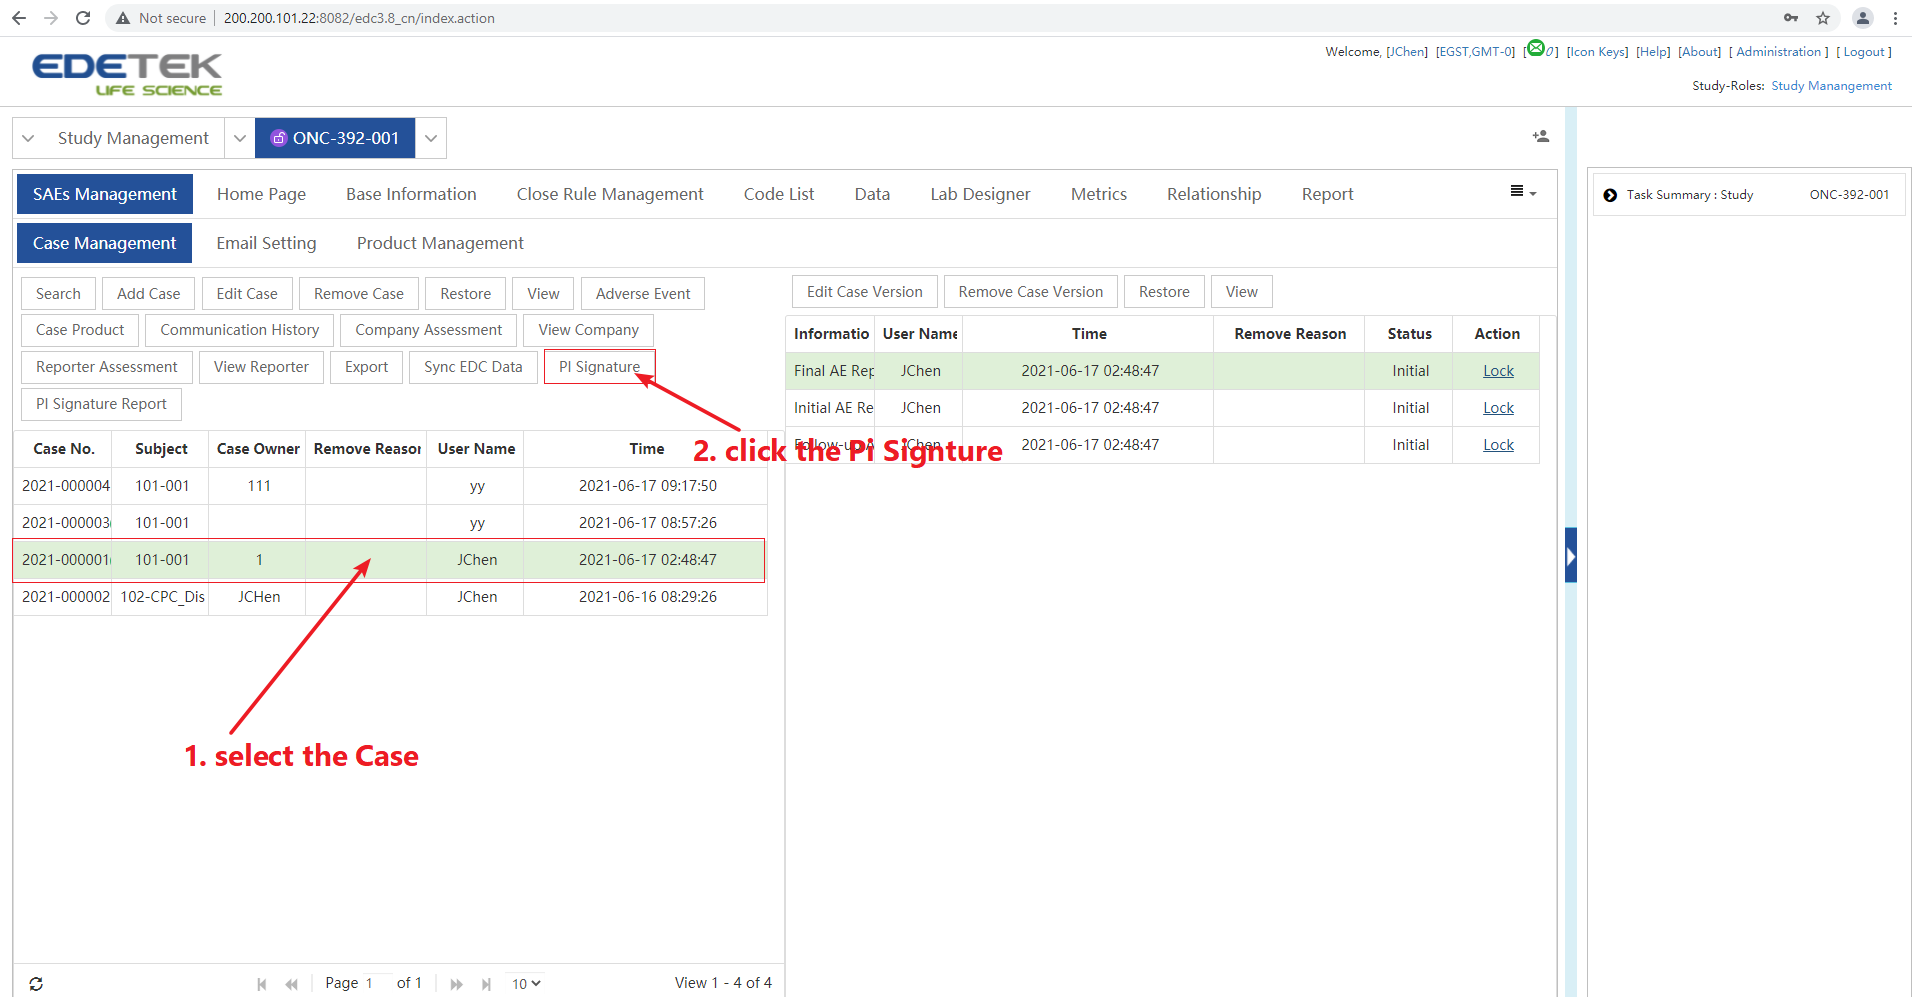 Not secure 200.200.101.22:8082/edc3.8_cn/index.action
EDETEK
LIFE SCIENCE
Welcome, [JChen] [EGST,GMT-0] [ 0 ] [Icon Keys] [Help] [About] [ Administration ] [ Logout ]
Study-Roles: Study Manangement
Study Management ONC-392-001
SAEs Management Home Page Base Information Close Rule Management Code List Data Lab Designer Metrics Relationship Report
Case Management Email Setting Product Management
Search Add Case Edit Case Remove Case Restore View Adverse Event
Case Product Communication History Company Assessment View Company
Reporter Assessment View Reporter Export Sync EDC Data PI Signature
PI Signature Report
Case No. Subject Case Owner Remove Reason User Name Time
2021-000004 101-001 111 yy 2021-06-17 09:17:50
2021-000003 101-001 yy 2021-06-17 08:57:26
2021-000001 101-001 1 JChen 2021-06-17 02:48:47
2021-000002 102-CPC_Dis JCHen JChen 2021-06-16 08:29:26
1. select the Case
Page 1 of 1 10 View 1 - 4 of 4
Edit Case Version Remove Case Version Restore View
Informatio User Name Time Remove Reason Status Action
Final AE Rep JChen 2021-06-17 02:48:47 Initial Lock
Initial AE Re JChen 2021-06-17 02:48:47 Initial Lock
Follow-up A JChen 2021-06-17 02:48:47 Initial Lock
2. click the Pi Signture
Task Summary : Study ONC-392-001